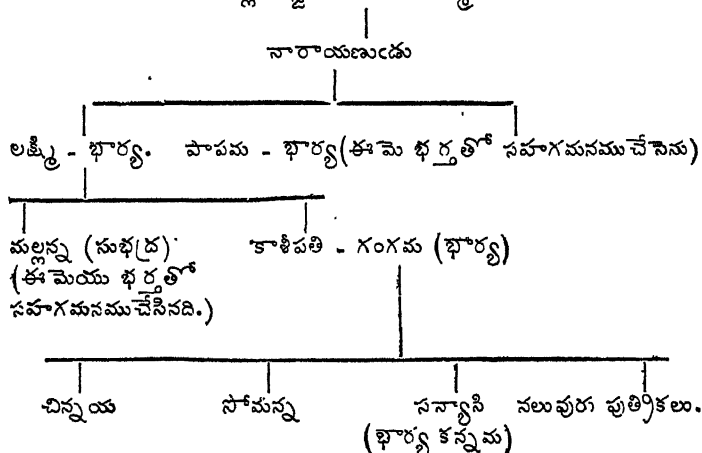 నారాయణుఁడు
లక్ష్మి - భార్య. పాపమ - భార్య (ఈమె భర్తతో సహగమనముచేసెను)
మల్లన్న (సుభద్ర) కాశీపతి - గంగమ (భార్య)
(ఈమెయు భర్తతో
సహగమనముచేసినది.)
చిన్నయ సోమన్న సన్యాసి నలువురు పుత్రికలు.
(భార్య కన్నమ)